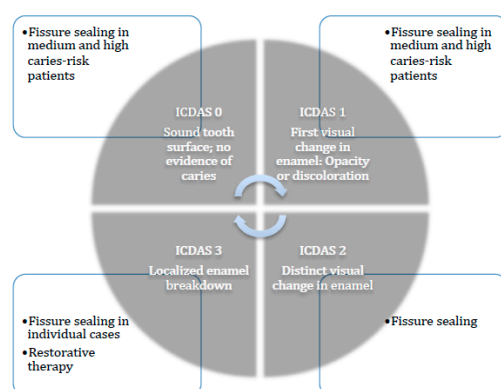 •Fissure sealing in
medium and high
caries-risk
patients
•Fissure sealing in
medium and high
caries-risk
patients
ICDAS 0
Sound tooth
surface; no
evidence of
caries
ICDAS 1
First visual
change in
enamel: Opacity
or discoloration
ICDAS 3
Localized enamel
breakdown
ICDAS 2
Distinct visual
change in enamel
•Fissure sealing in
individual cases
•Restorative
therapy
•Fissure sealing